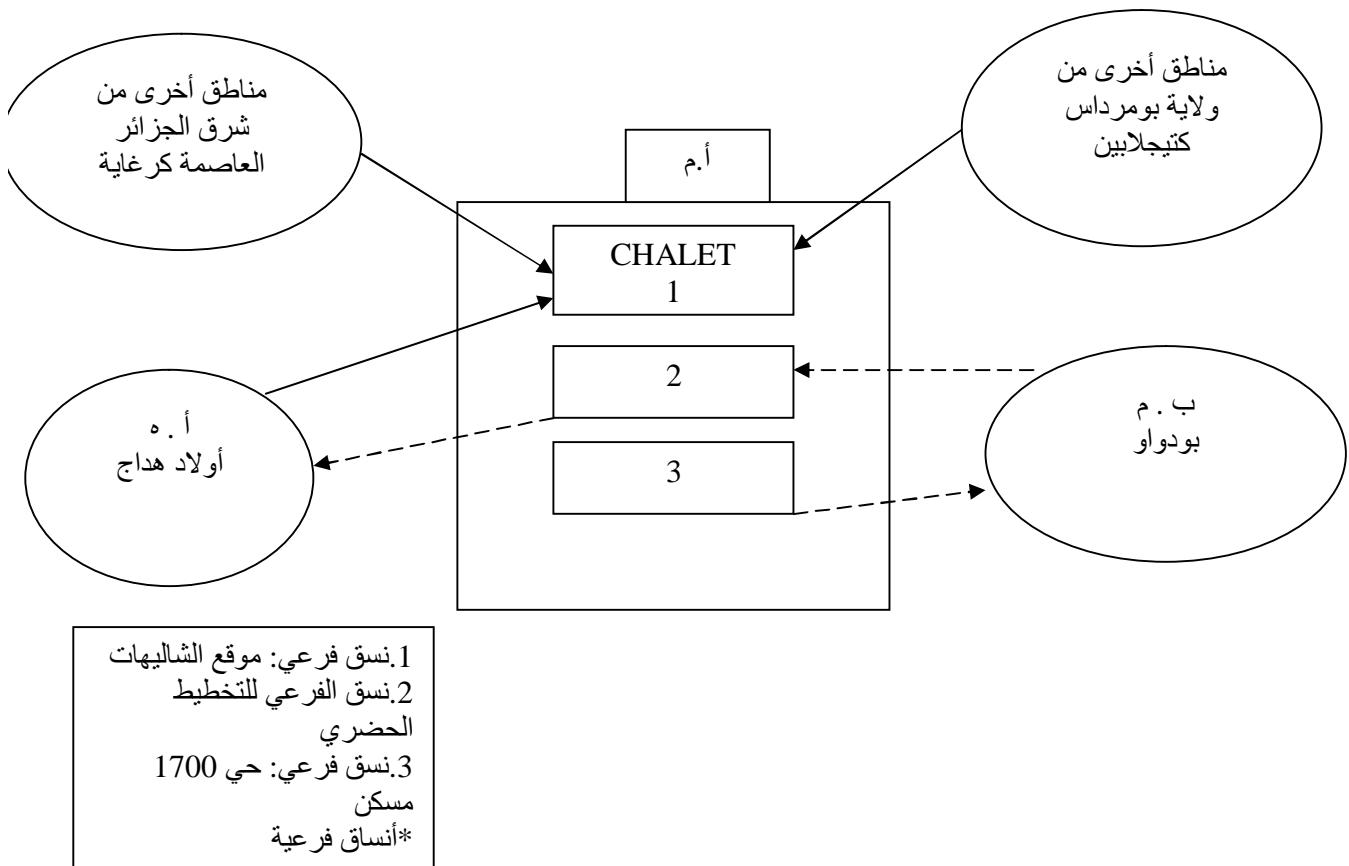 مناطق أخرى من
شرق الجزائر
العاصمة كرغاية
مناطق أخرى من
ولاية بومرداس
كتيجلابين
أ.م
CHALET
1
2
3
أ . ه
أولاد هداج
ب . م
بودواو
1.نسق فرعي: موقع الشاليهات
2.نسق الفرعي للتخطيط
الحضري
3.نسق فرعي: حي 1700
مسكن
*أنساق فرعية